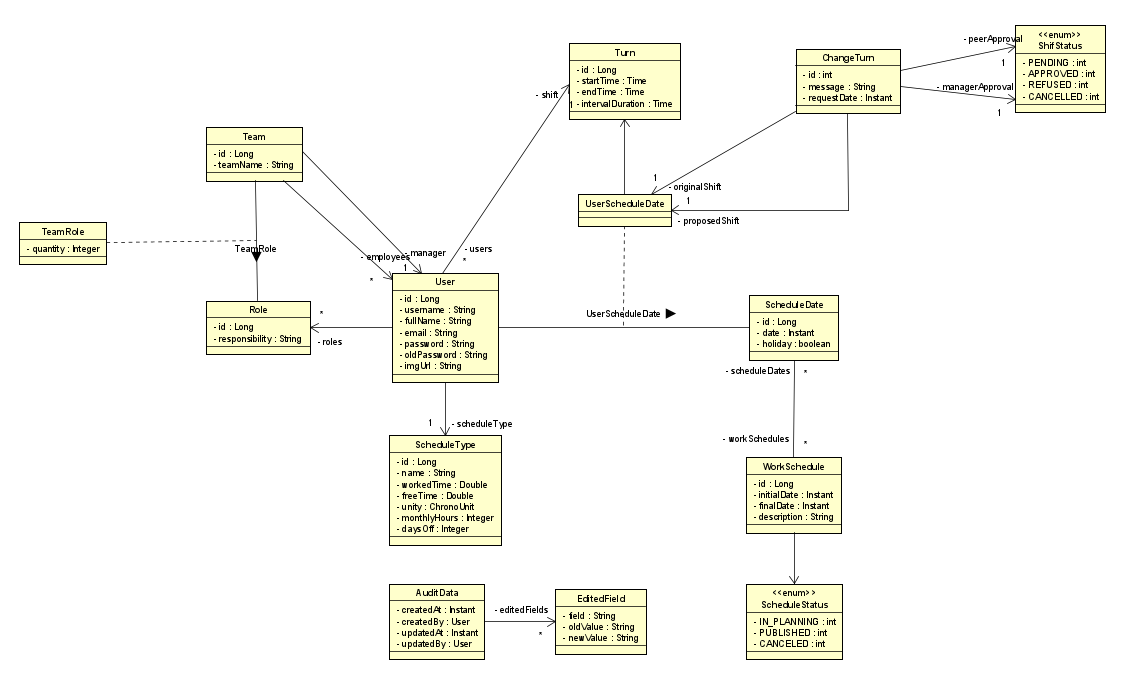 Turn
- id : Long
- startTime : Time
- endTime : Time
- intervalDuration : Time
- shift
1
ChangeTurn
- id : int
- message : String
- requestDate : Instant
- peerApproval
1
- managerApproval
1
<<enum>>
ShifStatus
- PENDING : int
- APPROVED : int
- REFUSED : int
- CANCELLED : int
Team
- id : Long
- teamName : String
1
- originalShift
UserScheduleDate
1
- proposedShift
TeamRole
- quantity : Integer
TeamRole
- employees
*
- manager
1
- users
*
User
- id : Long
- username : String
- fullName : String
- email : String
- password : String
- oldPassword : String
- imgUrl : String
Role
- id : Long
- responsibility : String
*
- roles
UserScheduleDate
ScheduleDate
- id : Long
- date : Instant
- holiday : boolean
- scheduleDates
*
1
- scheduleType
ScheduleType
- id : Long
- name : String
- workedTime : Double
- freeTime : Double
- unity : ChronoUnit
- monthlyHours : Integer
- daysOff : Integer
- workSchedules
*
WorkSchedule
- id : Long
- initialDate : Instant
- finalDate : Instant
- description : String
AuditData
- createdAt : Instant
- createdBy : User
- updatedAt : Instant
- updatedBy : User
- editedFields
*
EditedField
- field : String
- oldValue : String
- newValue : String
<<enum>>
ScheduleStatus
- IN_PLANNING : int
- PUBLISHED : int
- CANCELED : int